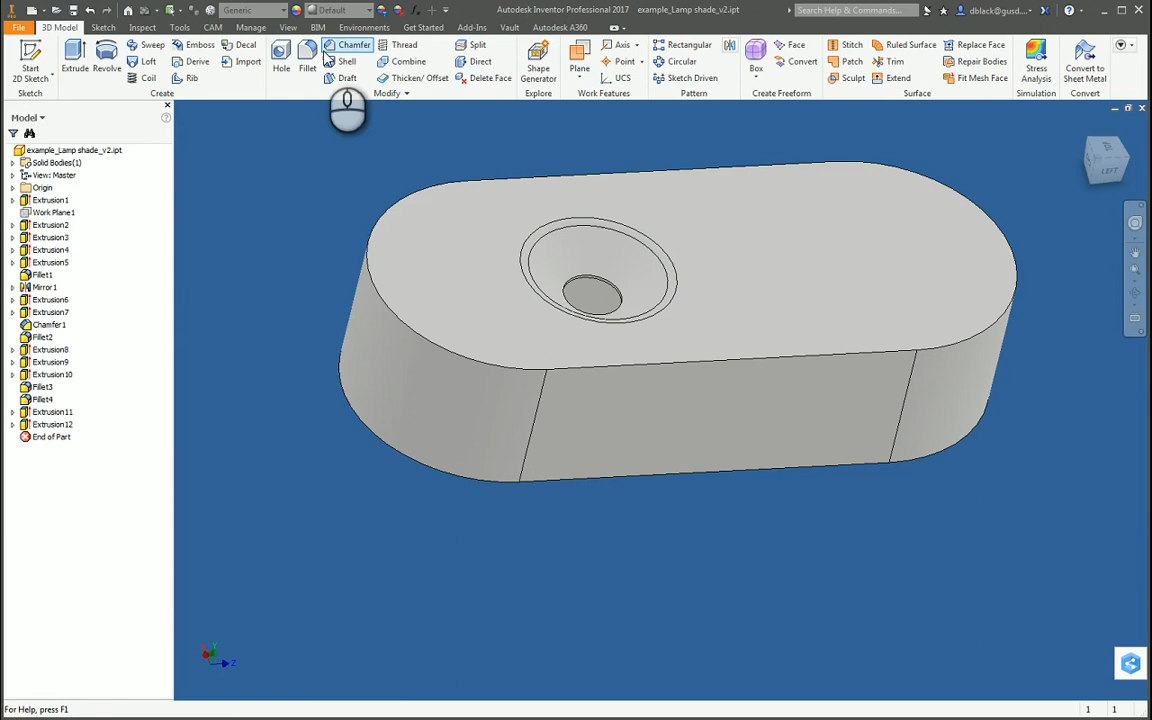 Generic
Default
Autodesk Inventor Professional 2017 example_Lamp shade_v2.ipt
Search Help & Commands...
dblack@gusd...
File 3D Model Sketch Inspect Tools CAM Manage View BIM Environments Get Started Add-Ins Vault Autodesk A360
Start 2D Sketch
Extrude Revolve
Sweep Emboss Decal
Loft Derive Import
Coil Rib
Hole Fillet
Chamfer Thread Split
Shell Combine Direct
Draft Thicken/ Offset Delete Face
Shape Generator
Plane
Axis
Point
UCS
Rectangular
Circular
Sketch Driven
Box
Face
Convert
Stitch Ruled Surface Replace Face
Patch Trim Repair Bodies
Sculpt Extend Fit Mesh Face
Stress Analysis
Convert to Sheet Metal
Sketch Create Modify Explore Work Features Pattern Create Freeform Surface Simulation Convert
Model
example_Lamp shade_v2.ipt
Solid Bodies(1)
View: Master
Origin
Extrusion1
Work Plane1
Extrusion2
Extrusion3
Extrusion4
Extrusion5
Fillet1
Mirror1
Extrusion6
Extrusion7
Chamfer1
Fillet2
Extrusion8
Extrusion9
Extrusion10
Fillet3
Fillet4
Extrusion11
Extrusion12
End of Part
LEFT
Z
For Help, press F1
1 1